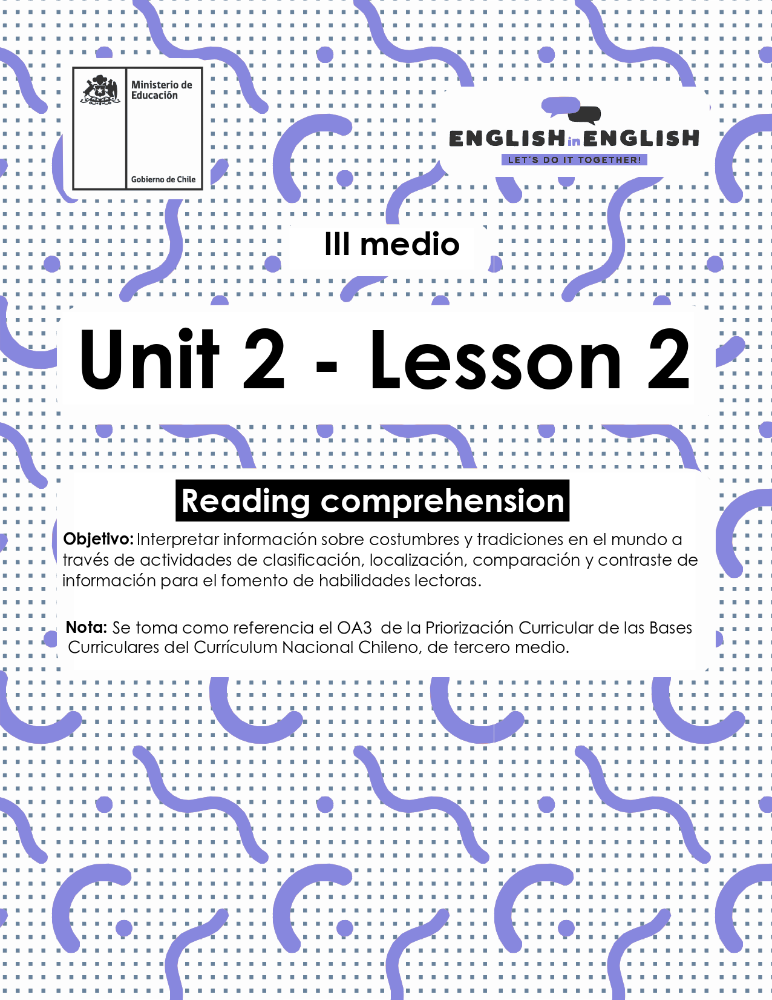 Ministerio de
Educación
Gobierno de Chile
ENGLISH in ENGLISH
LET´S DO IT TOGETHER!
III medio
Unit 2 - Lesson 2
Reading comprehension
Objetivo: Interpretar información sobre costumbres y tradiciones en el mundo a
través de actividades de clasificación, localización, comparación y contraste de
información para el fomento de habilidades lectoras.
Nota: Se toma como referencia el OA3 de la Priorización Curricular de las Bases
Curriculares del Currículum Nacional Chileno, de tercero medio.